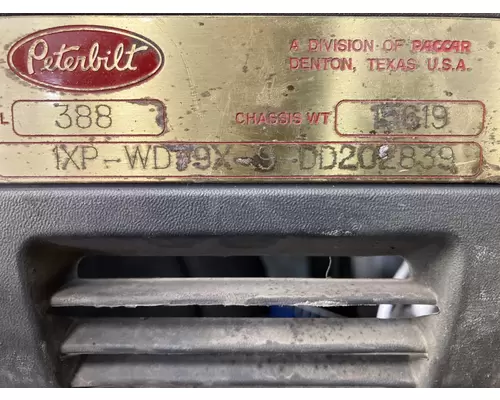 Peterbilt
A DIVISION OF PACCAR
DENTON, TEXAS U.S.A.
L 388 CHASSIS WT
1XP-WD79X-9 DD202839